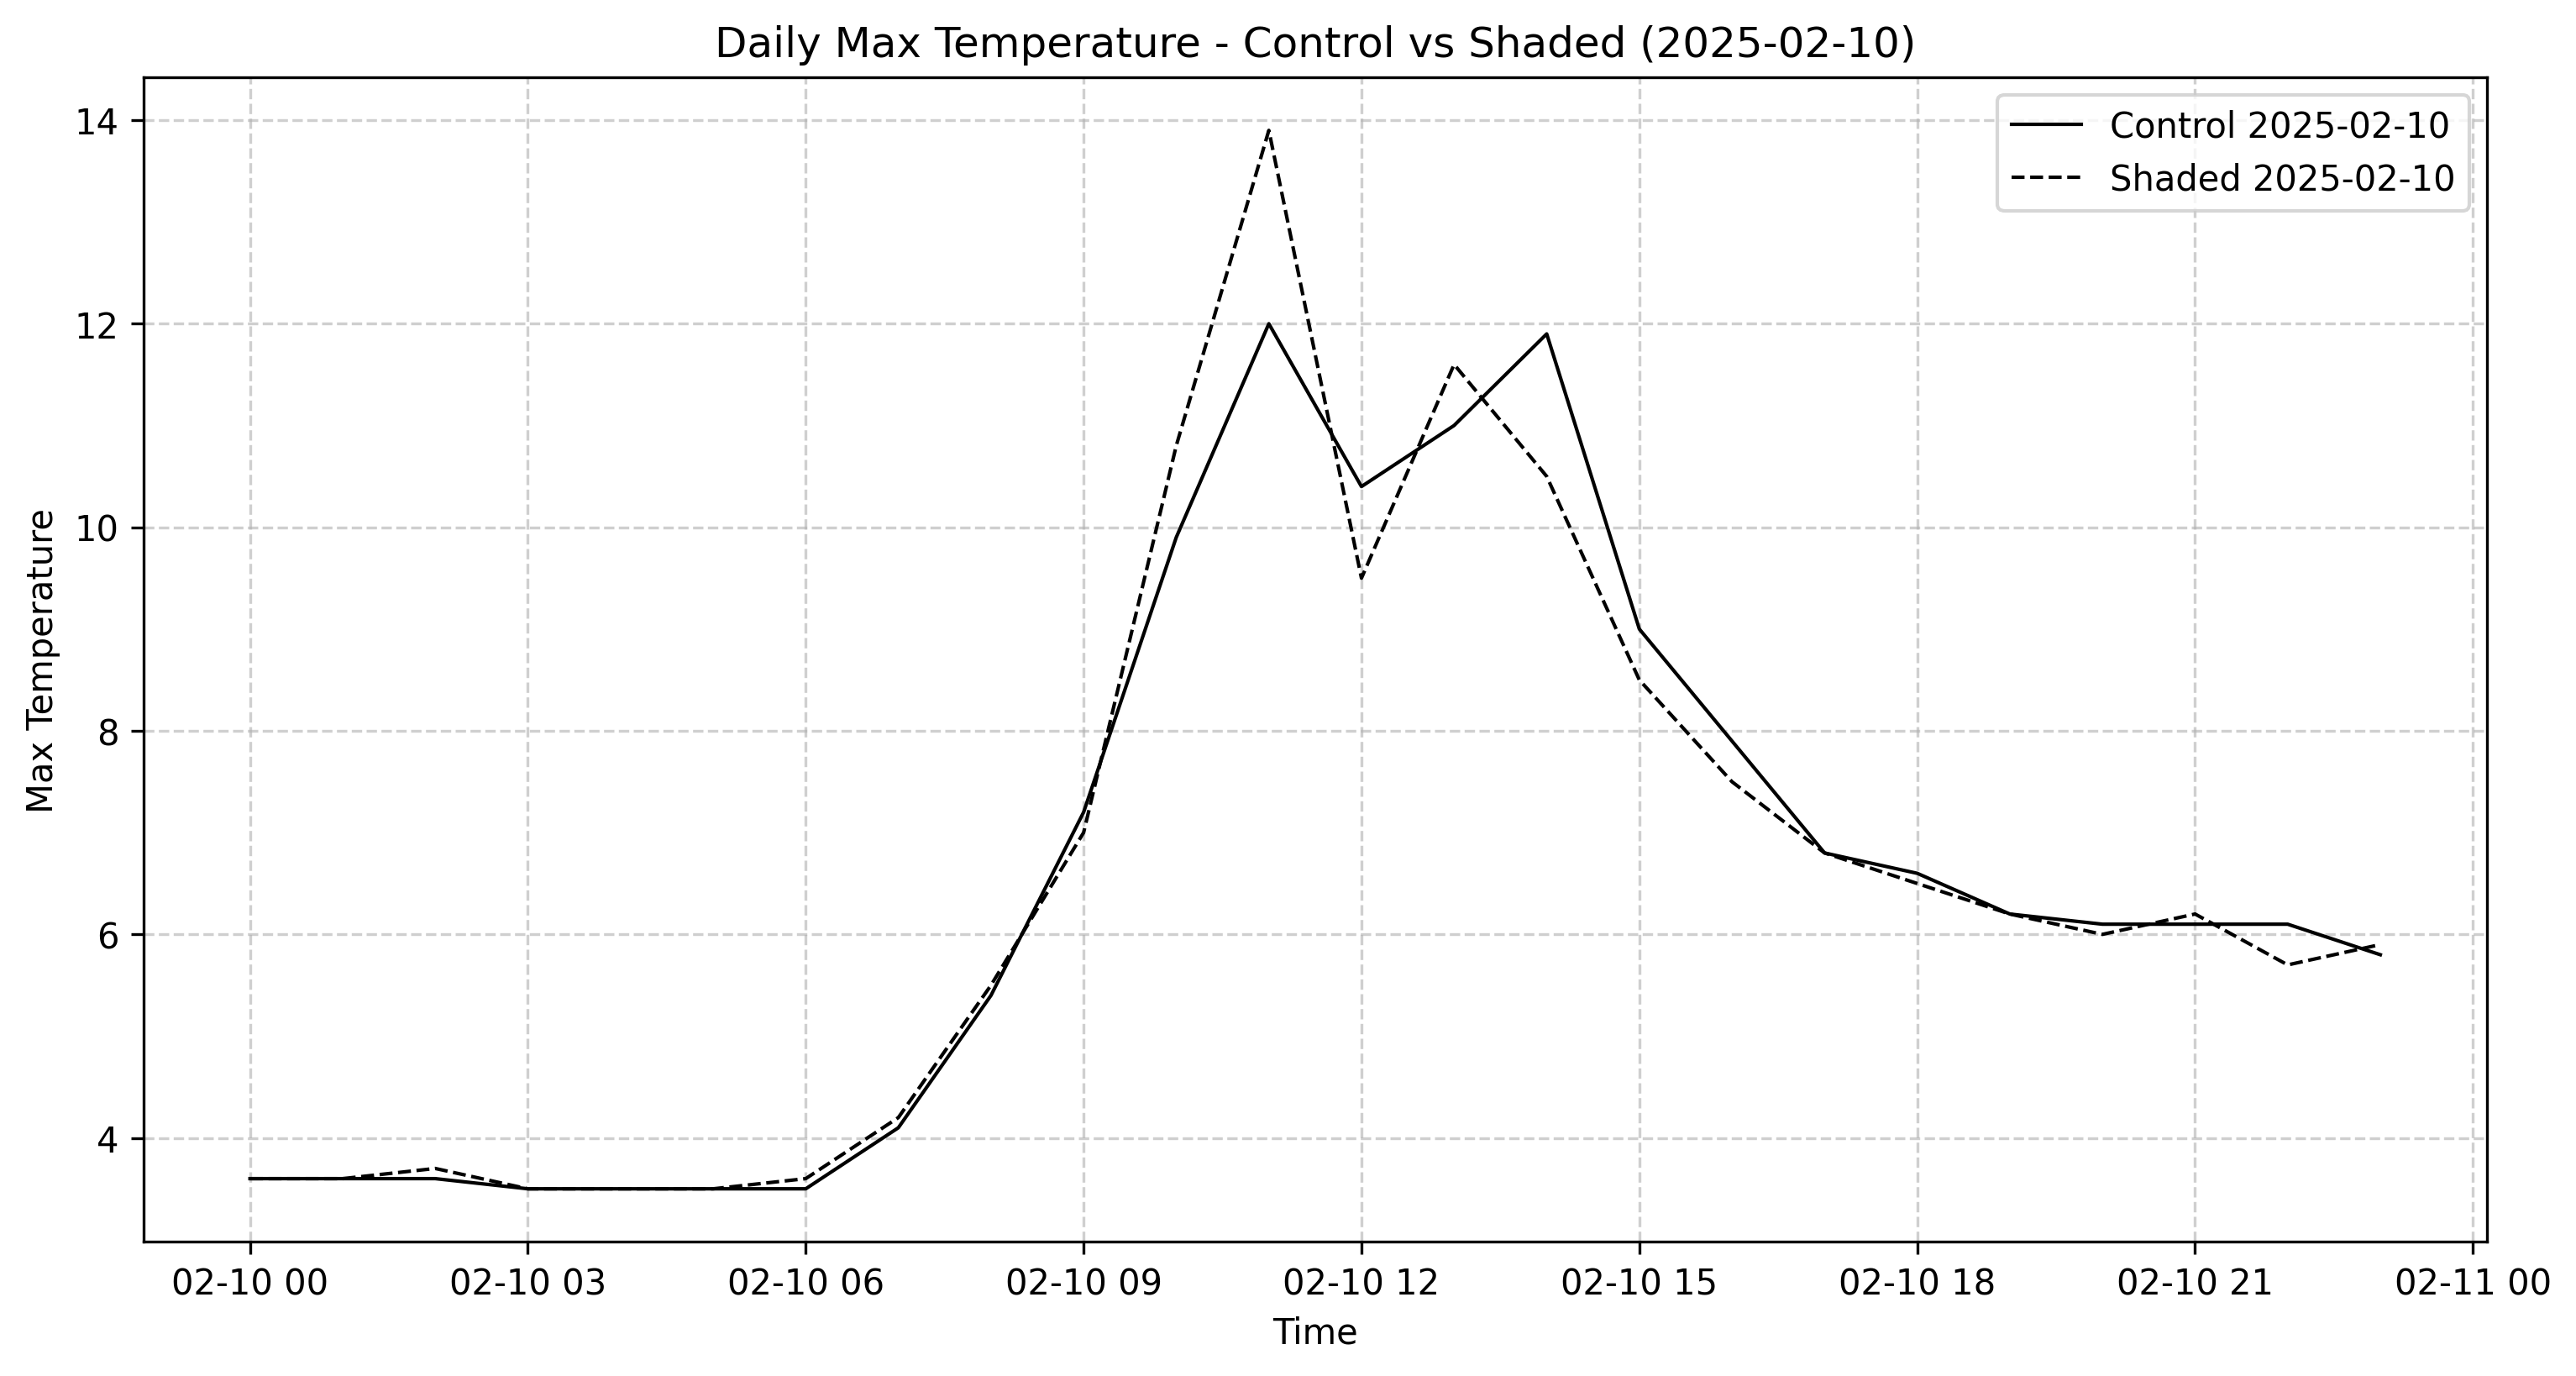 Daily Max Temperature - Control vs Shaded (2025-02-10)
Control 2025-02-10
Shaded 2025-02-10
Max Temperature
14
12
10
8
6
4
02-10 00 02-10 03 02-10 06 02-10 09 02-10 12 02-10 15 02-10 18 02-10 21 02-11 00
Time